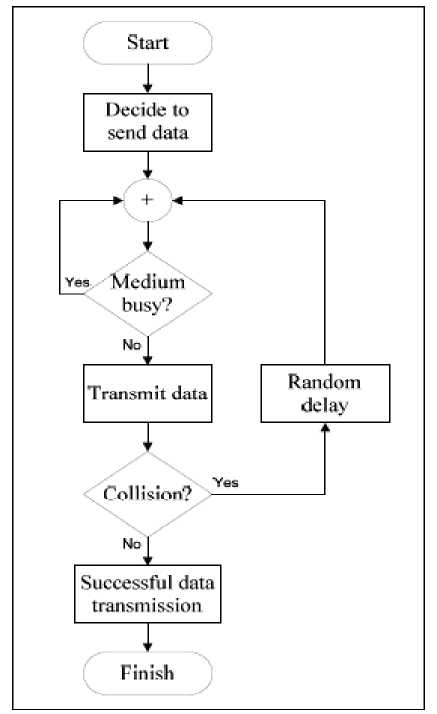 Start
Decide to
send data
+
Yes
Medium
busy?
No
Transmit data
Random
delay
Collision?
Yes
No
Successful data
transmission
Finish